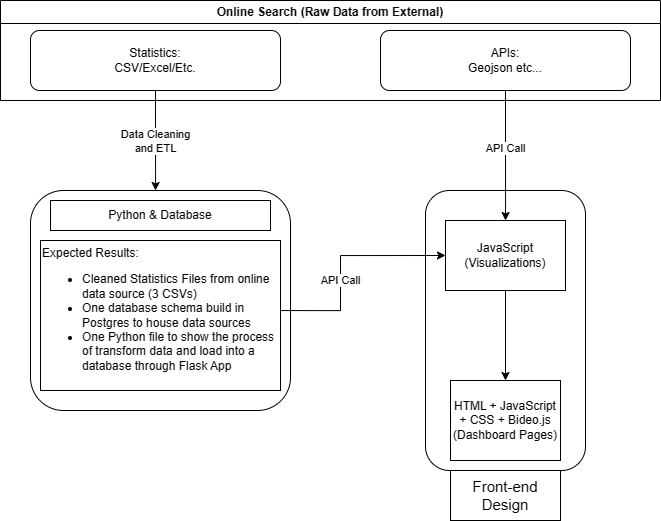 Online Search (Raw Data from External)
Statistics:
CSV/Excel/Etc.
APIs:
Geojson etc...
Data Cleaning
and ETL
API Call
Python & Database
Expected Results:
• Cleaned Statistics Files from online
data source (3 CSVs)
• One database schema build in
Postgres to house data sources
• One Python file to show the process
of transform data and load into a
database through Flask App
API Call
JavaScript
(Visualizations)
HTML + JavaScript
+ CSS + Bideo.js
(Dashboard Pages)
Front-end
Design